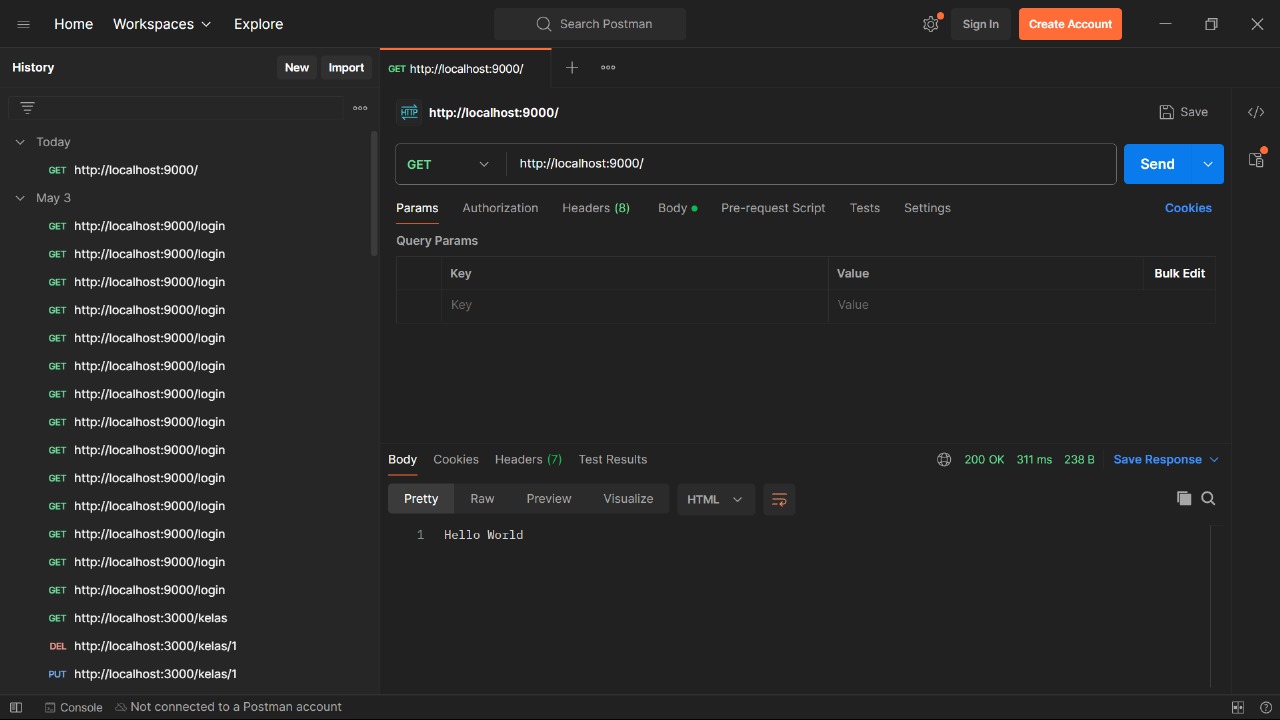 Home Workspaces Explore Search Postman Sign In Create Account
History New Import GET http://localhost:9000/
HTTP http://localhost:9000/ Save
Today
GET http://localhost:9000/
GET http://localhost:9000/ Send
May 3
Params Authorization Headers (8) Body Pre-request Script Tests Settings Cookies
GET http://localhost:9000/login
Query Params
GET http://localhost:9000/login
Key Value Bulk Edit
GET http://localhost:9000/login
Key Value
GET http://localhost:9000/login
GET http://localhost:9000/login
GET http://localhost:9000/login
GET http://localhost:9000/login
GET http://localhost:9000/login
GET http://localhost:9000/login
Body Cookies Headers (7) Test Results 200 OK 311 ms 238 B Save Response
GET http://localhost:9000/login
Pretty Raw Preview Visualize HTML
GET http://localhost:9000/login
GET http://localhost:9000/login
1 Hello World
GET http://localhost:9000/login
GET http://localhost:9000/login
GET http://localhost:3000/kelas
DEL http://localhost:3000/kelas/1
PUT http://localhost:3000/kelas/1
Console Not connected to a Postman account